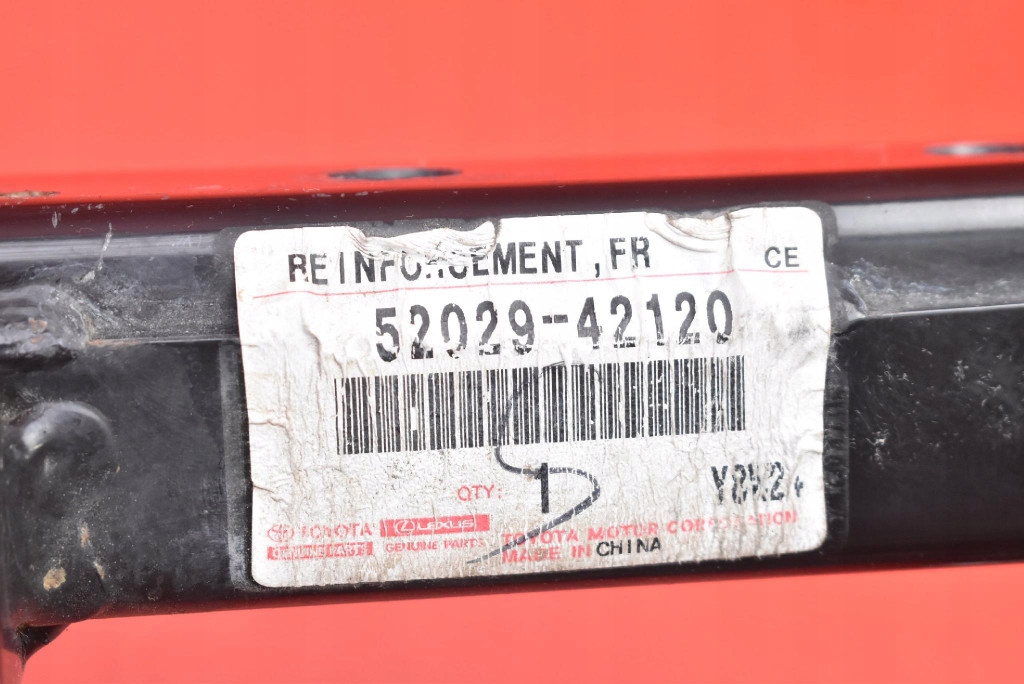 REINFORCEMENT, FR CE
52029-42120
QTY: 1
TOYOTA LEXUS
GENUINE PARTS GENUINE PARTS
TOYOTA MOTOR CORPORATION
MADE IN CHINA